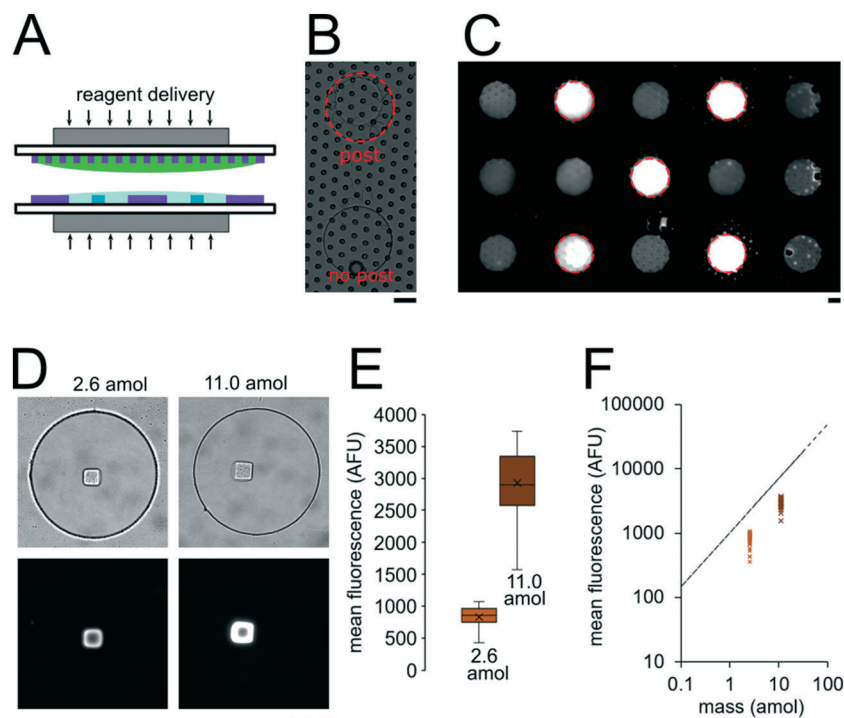 A
reagent delivery
B
post
no post
C
D
2.6 amol
11.0 amol
E
mean fluorescence (AFU)
4000
3500
3000
2500
2000
1500
1000
500
0
11.0
amol
2.6
amol
F
mean fluorescence (AFU)
100000
10000
1000
100
10
0.1
1
10
100
mass (amol)